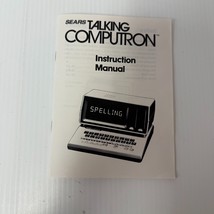 SEARS TALKING
COMPUTRON™
Instruction
Manual
SPELLING